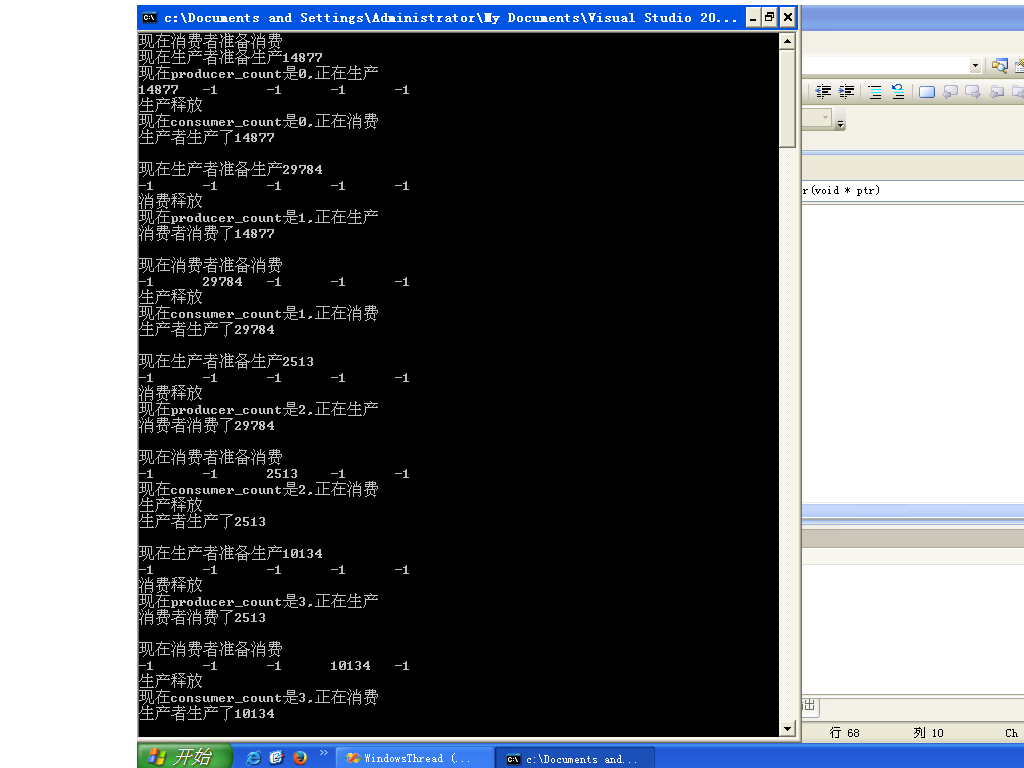 c:\Documents and Settings\Administrator\My Documents\Visual Studio 20...
现在消费者准备消费
现在生产者准备生产14877
现在producer_count是0,正在生产
14877 -1 -1 -1 -1
生产释放
现在consumer_count是0,正在消费
生产者生产了14877
现在生产者准备生产29784
-1 -1 -1 -1 -1
消费释放
现在producer_count是1,正在生产
消费者消费了14877
现在消费者准备消费
-1 29784 -1 -1 -1
生产释放
现在consumer_count是1,正在消费
生产者生产了29784
现在生产者准备生产2513
-1 -1 -1 -1 -1
消费释放
现在producer_count是2,正在生产
消费者消费了29784
现在消费者准备消费
-1 -1 2513 -1 -1
现在consumer_count是2,正在消费
生产释放
生产者生产了2513
现在生产者准备生产10134
-1 -1 -1 -1 -1
消费释放
现在producer_count是3,正在生产
消费者消费了2513
现在消费者准备消费
-1 -1 -1 10134 -1
生产释放
现在consumer_count是3,正在消费
生产者生产了10134
r(void * ptr)
行 68 列 10 Ch
开始
WindowsThread (...
c:\Documents and...